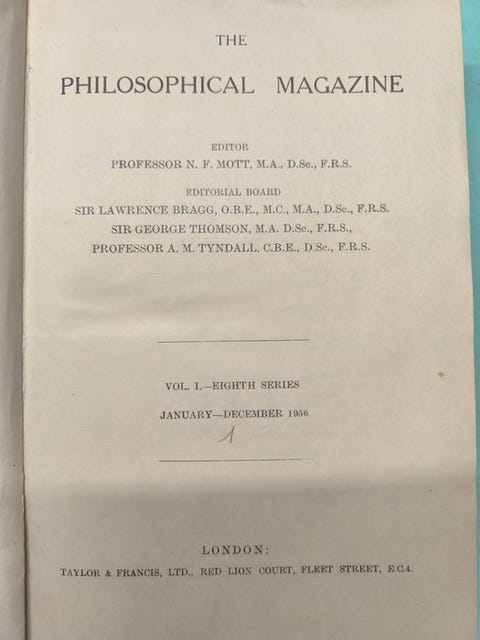 THE
PHILOSOPHICAL MAGAZINE
EDITOR
PROFESSOR N. F. MOTT, M.A., D.Sc., F.R.S.
EDITORIAL BOARD
SIR LAWRENCE BRAGG, O.B.E., M.C., M.A., D.Sc., F.R.S.
SIR GEORGE THOMSON, M.A. D.Sc., F.R.S.,
PROFESSOR A. M. TYNDALL, C.B.E., D.Sc., F.R.S.
VOL. I.—EIGHTH SERIES
JANUARY—DECEMBER 1956
1
LONDON:
TAYLOR & FRANCIS, LTD., RED LION COURT, FLEET STREET, E.C.4.